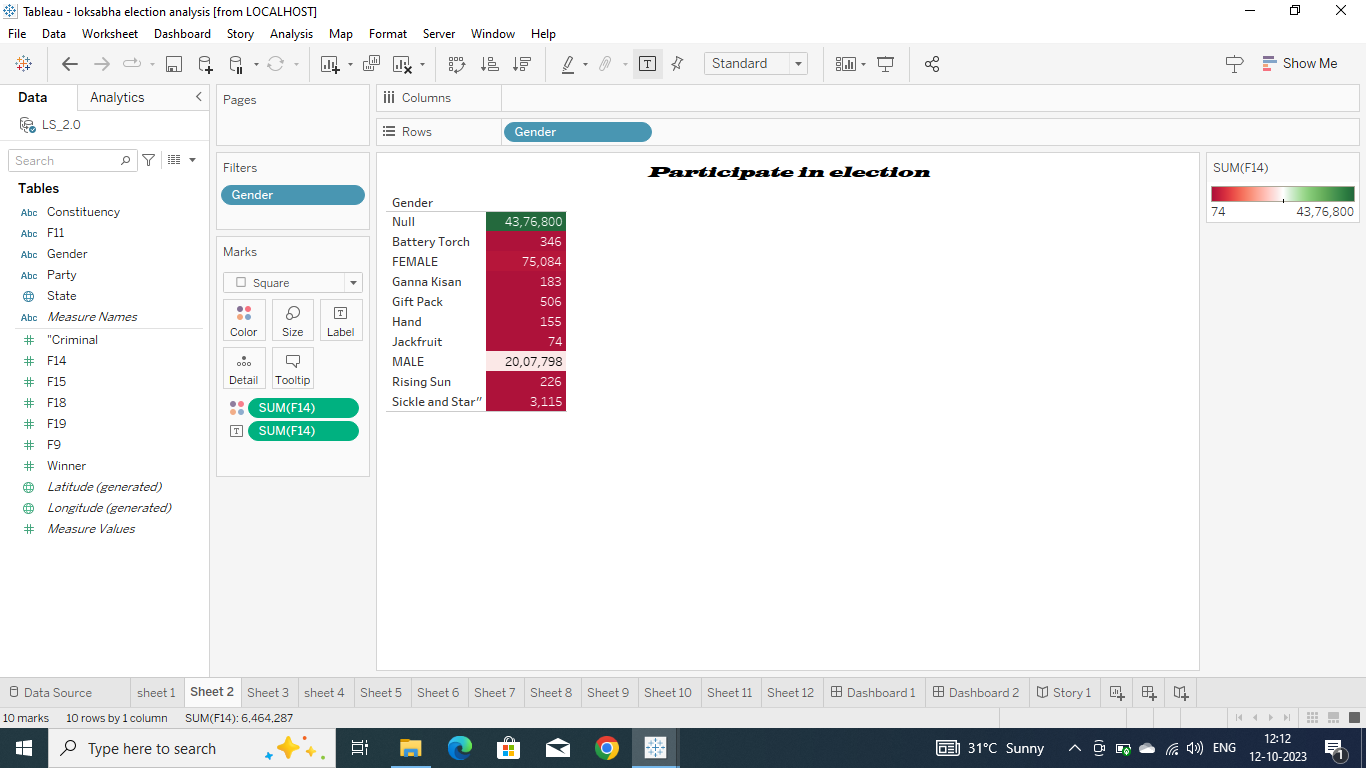 Tableau - loksabha election analysis [from LOCALHOST]
File Data Worksheet Dashboard Story Analysis Map Format Server Window Help
Standard
Show Me
Data Analytics
LS_2.0
Search
Tables
Abc Constituency
Abc F11
Abc Gender
Abc Party
State
Abc Measure Names
# "Criminal
# F14
# F15
# F18
# F19
# F9
# Winner
Latitude (generated)
Longitude (generated)
# Measure Values
Pages
Filters
Gender
Marks
Square
Color Size Label
Detail Tooltip
SUM(F14)
SUM(F14)
Columns
Rows Gender
Participate in election
Gender
Null 43,76,800
Battery Torch 346
FEMALE 75,084
Ganna Kisan 183
Gift Pack 506
Hand 155
Jackfruit 74
MALE 20,07,798
Rising Sun 226
Sickle and Star” 3,115
SUM(F14)
74 43,76,800
Data Source sheet 1 Sheet 2 Sheet 3 sheet 4 Sheet 5 Sheet 6 Sheet 7 Sheet 8 Sheet 9 Sheet 10 Sheet 11 Sheet 12 Dashboard 1 Dashboard 2 Story 1
10 marks 10 rows by 1 column SUM(F14): 6,464,287
Type here to search
31°C Sunny
ENG
12:12
12-10-2023
1